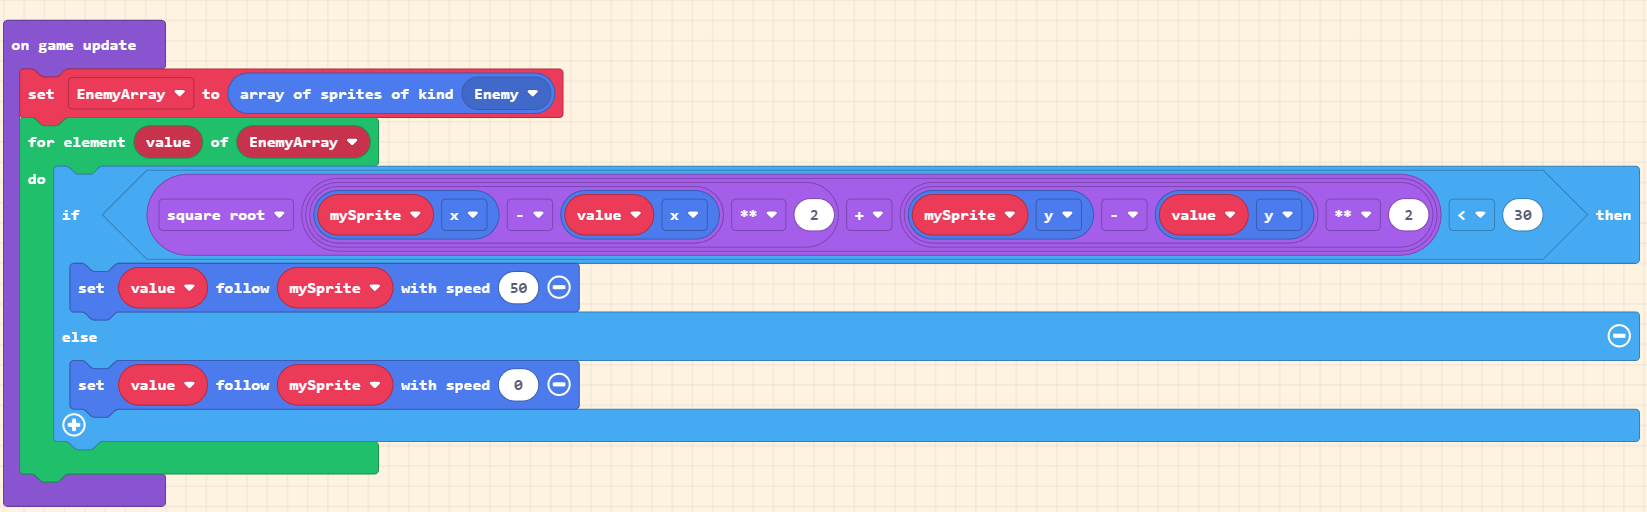 on game update
set EnemyArray to array of sprites of kind Enemy
for element value of EnemyArray
do
if square root mySprite x - value x ** 2 + mySprite y - value y ** 2 < 30 then
set value follow mySprite with speed 50
else
set value follow mySprite with speed 0